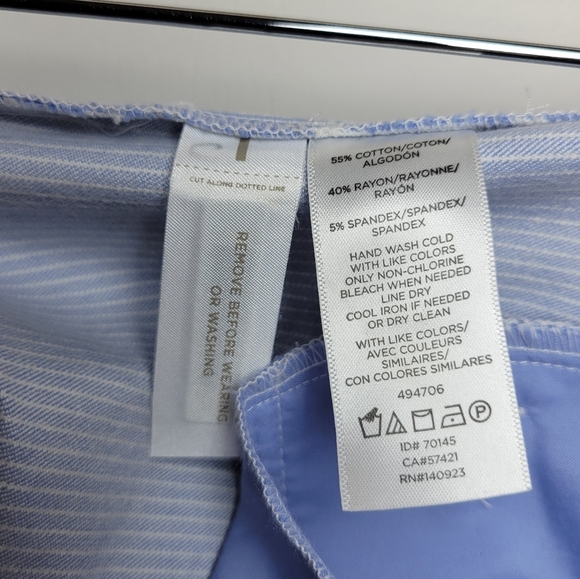 CUT ALONG DOTTED LINE
REMOVE BEFORE WEARING
OR WASHING
55% COTTON/COTON/
ALGODÓN
40% RAYON/RAYONNE/
RAYÓN
5% SPANDEX/SPANDEX/
SPANDEX
HAND WASH COLD
WITH LIKE COLORS
ONLY NON-CHLORINE
BLEACH WHEN NEEDED
LINE DRY
COOL IRON IF NEEDED
OR DRY CLEAN
WITH LIKE COLORS/
AVEC COULEURS
SIMILAIRES/
CON COLORES SIMILARES
494706
P
ID# 70145
CA#57421
RN#140923